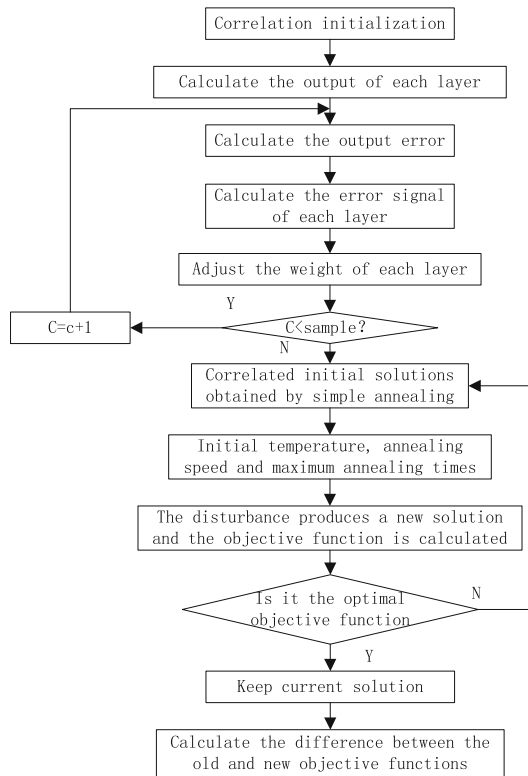 Correlation initialization
Calculate the output of each layer
Calculate the output error
Calculate the error signal
of each layer
Adjust the weight of each layer
Y
C=c+1
C<sample?
N
Correlated initial solutions
obtained by simple annealing
Initial temperature, annealing
speed and maximum annealing times
The disturbance produces a new solution
and the objective function is calculated
Is it the optimal
objective function
N
Y
Keep current solution
Calculate the difference between the
old and new objective functions